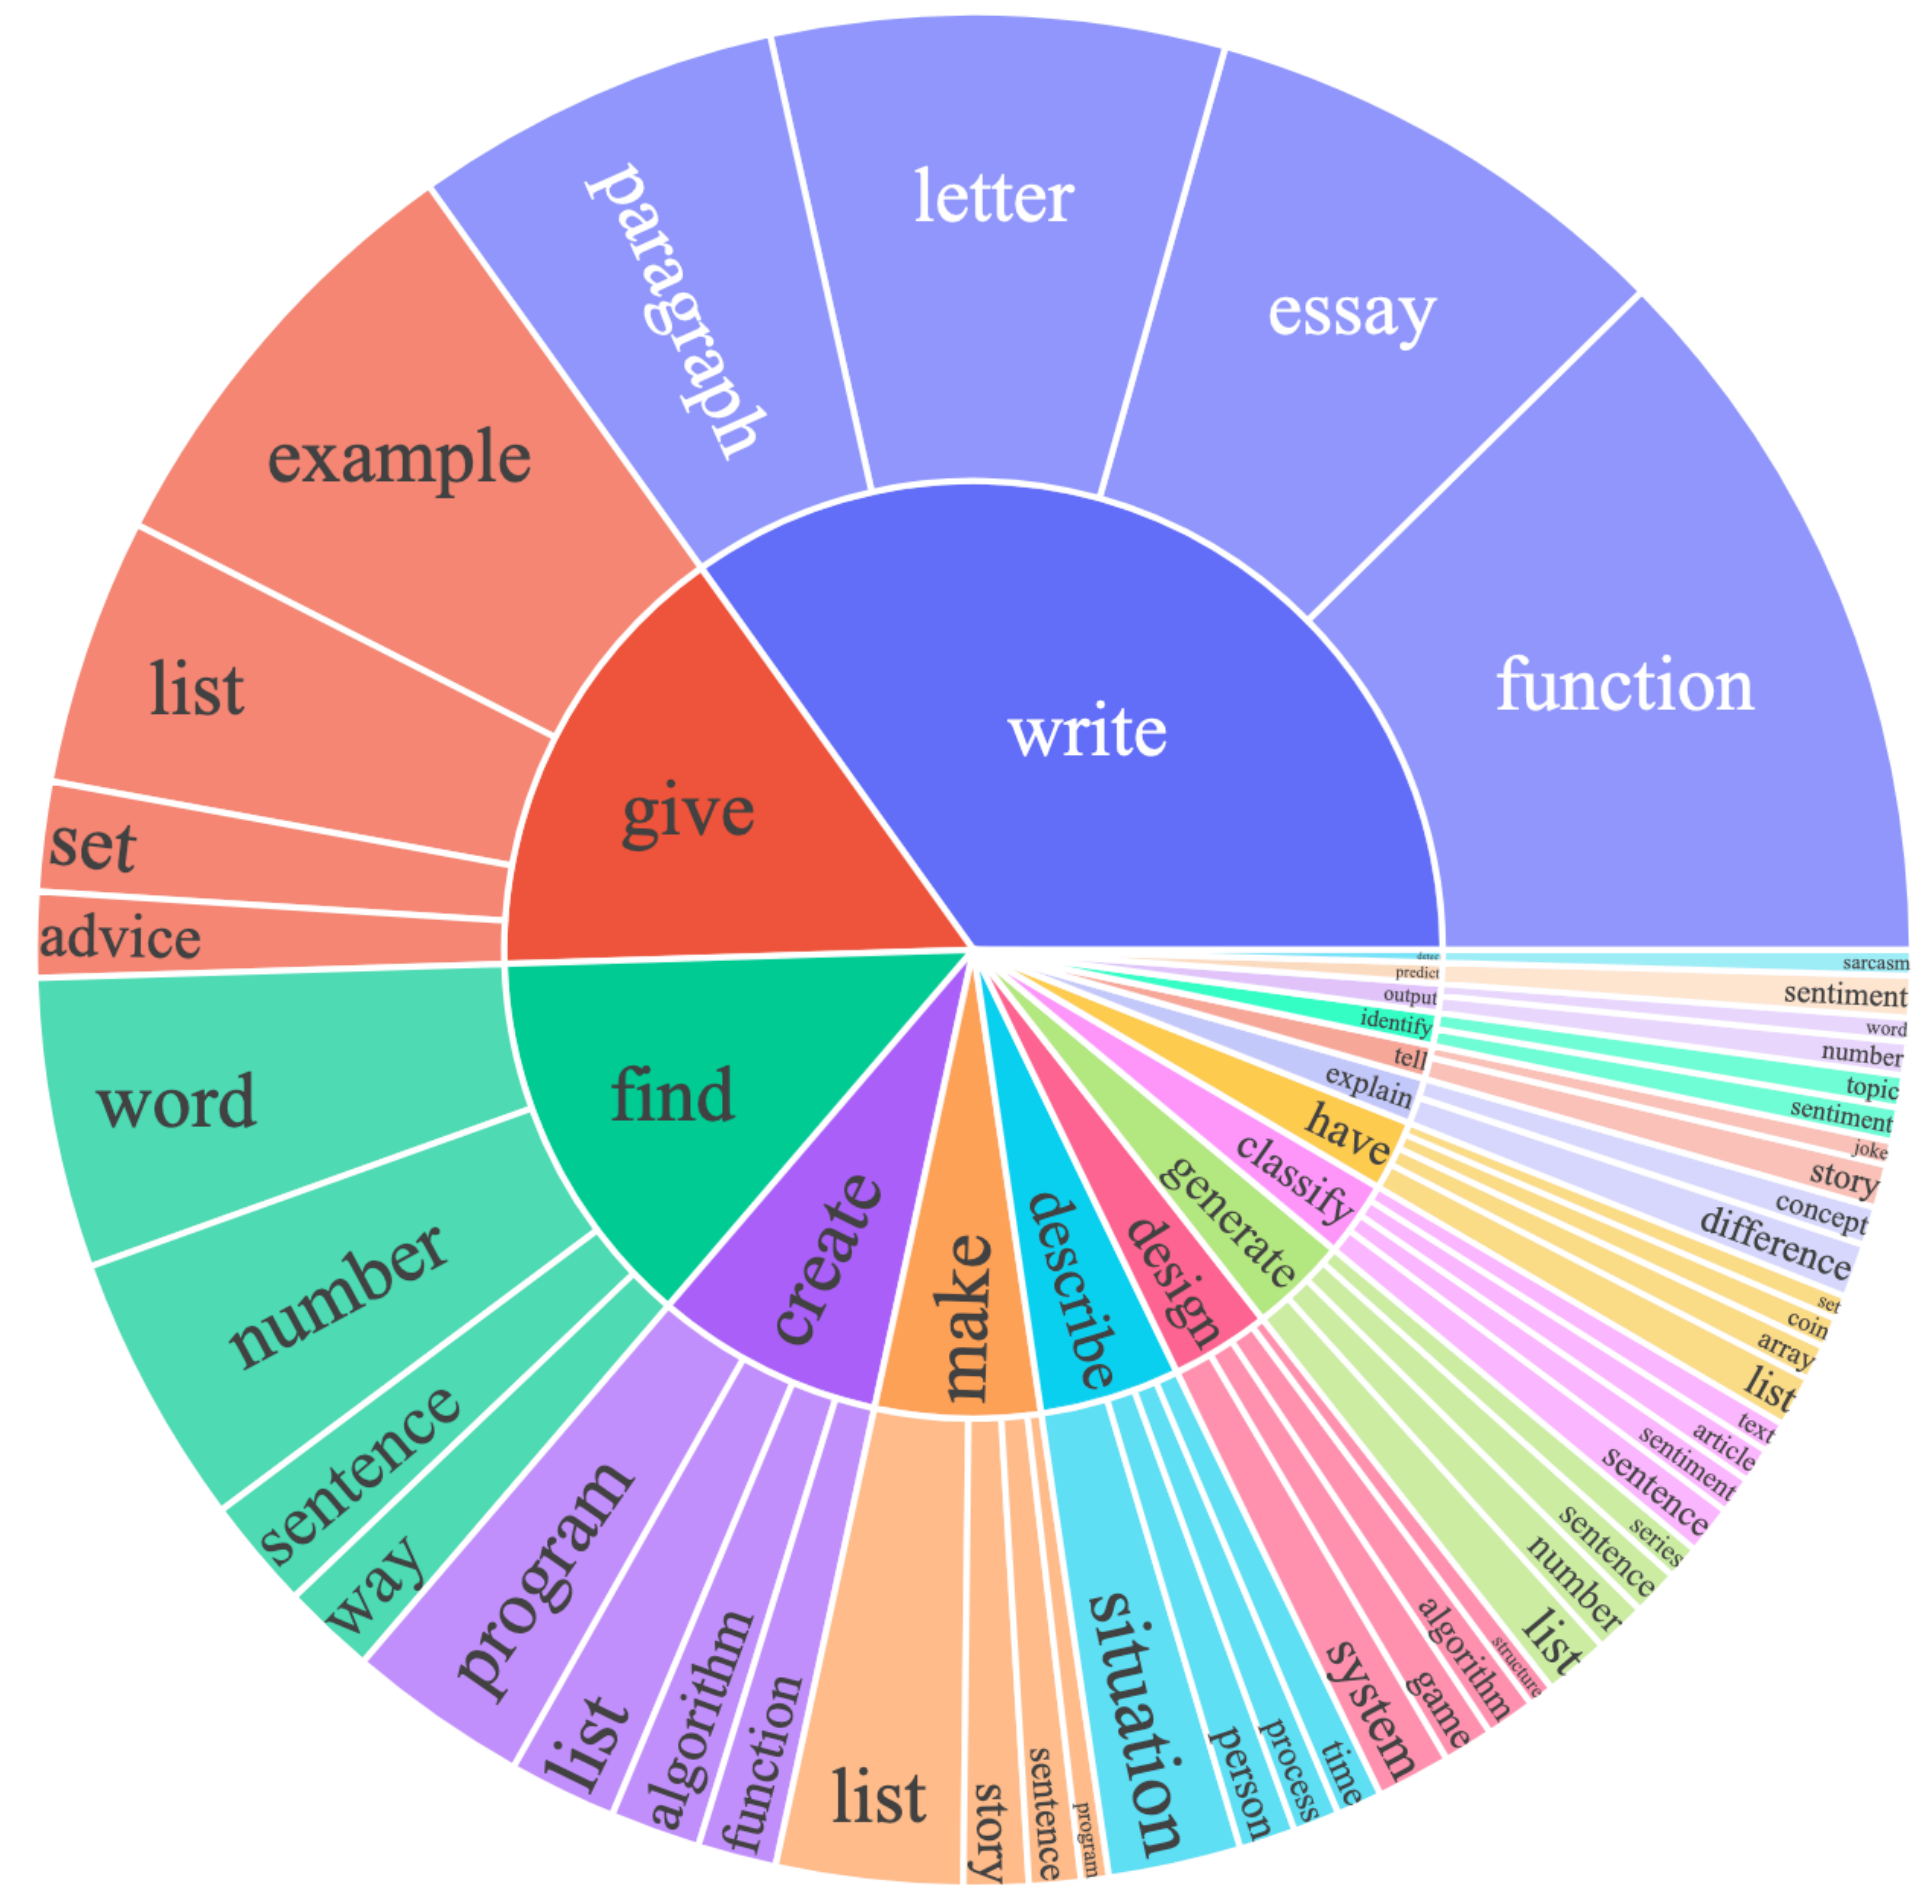 write
function
essay
letter
paragraph
give
example
list
set
advice
find
word
number
sentence
way
create
program
list
algorithm
function
make
list
story
sentence
program
describe
situation
person
process
time
design
system
game
algorithm
structure
generate
list
number
sentence
series
classify
sentence
sentiment
article
text
have
list
array
coin
set
explain
difference
concept
tell
story
joke
identify
sentiment
topic
output
number
word
predict
sentiment
sarcasm